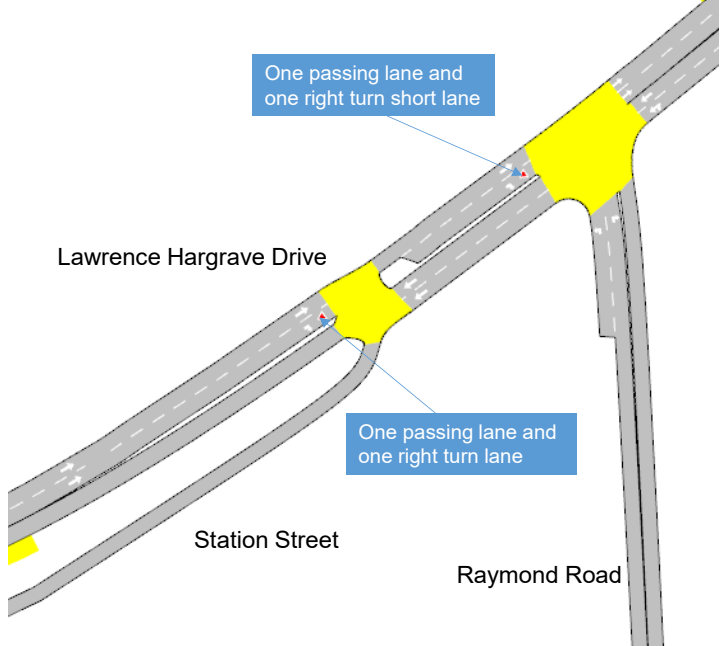 One passing lane and
one right turn short lane
Lawrence Hargrave Drive
One passing lane and
one right turn lane
Station Street
Raymond Road